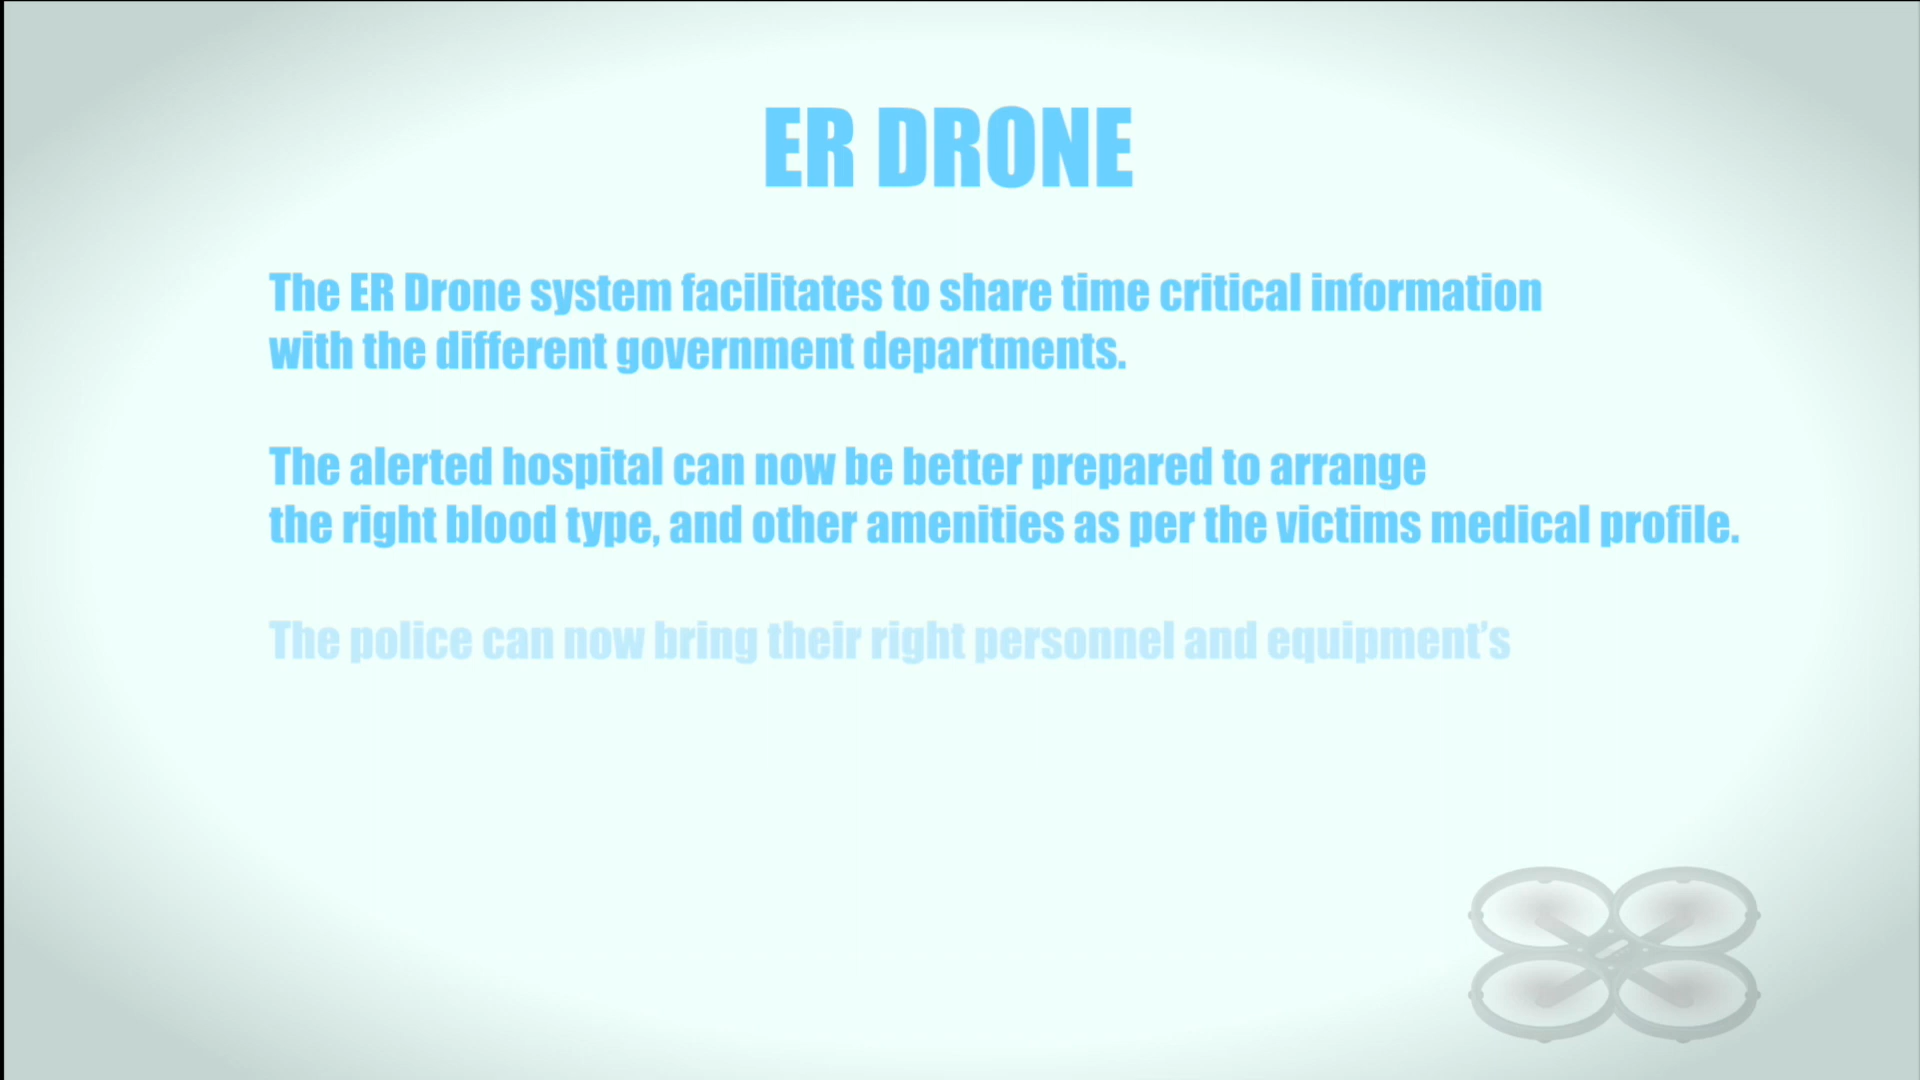 ER DRONE
The ER Drone system facilitates to share time critical information
with the different government departments.
The alerted hospital can now be better prepared to arrange
the right blood type, and other amenities as per the victims medical profile.
The police can now bring their right personnel and equipment’s